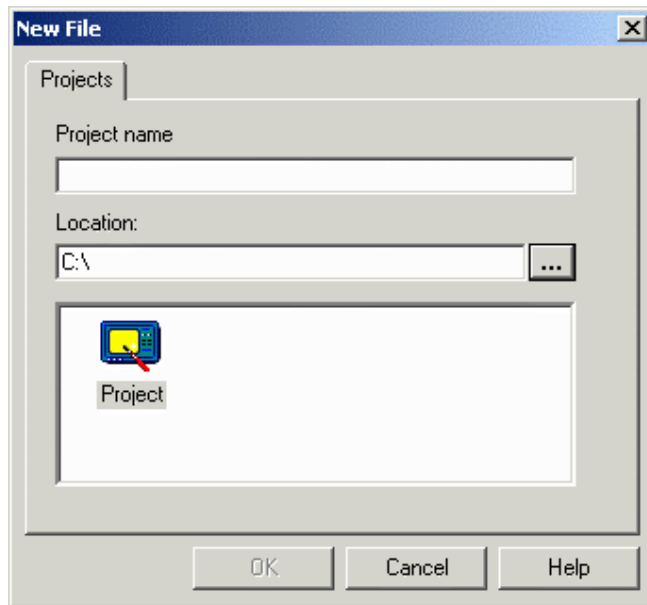 New File
Projects
Project name
Location:
C:\
...
Project
OK Cancel Help